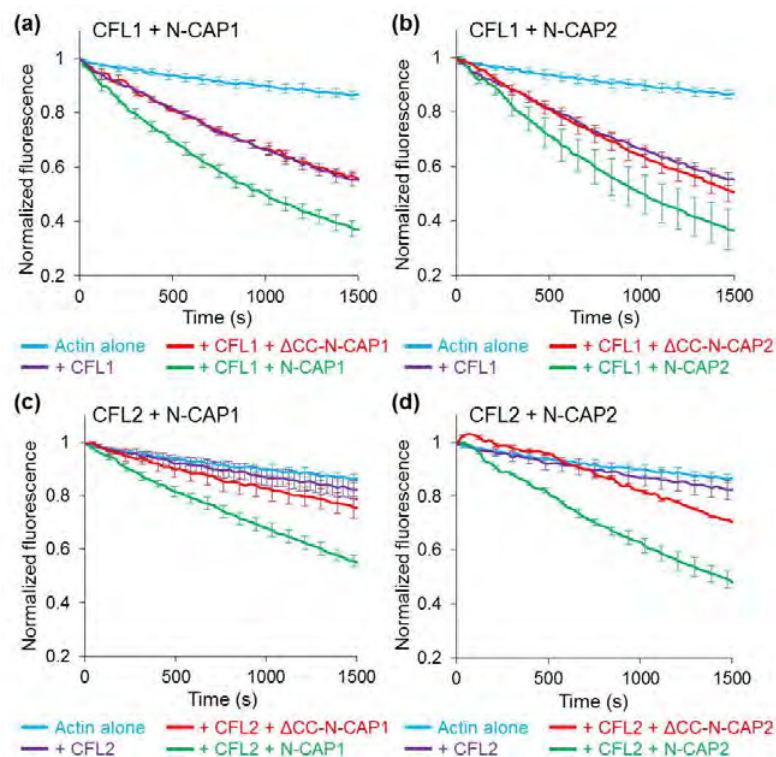 (a) CFL1 + N-CAP1
Normalized fluorescence
1
0.8
0.6
0.4
0.2
0 500 1000 1500
Time (s)
Actin alone + CFL1 + ΔCC-N-CAP1
+ CFL1 + CFL1 + N-CAP1
(b) CFL1 + N-CAP2
Normalized fluorescence
1
0.8
0.6
0.4
0.2
0 500 1000 1500
Time (s)
Actin alone + CFL1 + ΔCC-N-CAP2
+ CFL1 + CFL1 + N-CAP2
(c) CFL2 + N-CAP1
Normalized fluorescence
1
0.8
0.6
0.4
0.2
0 500 1000 1500
Time (s)
Actin alone + CFL2 + ΔCC-N-CAP1
+ CFL2 + CFL2 + N-CAP1
(d) CFL2 + N-CAP2
Normalized fluorescence
1
0.8
0.6
0.4
0.2
0 500 1000 1500
Time (s)
Actin alone + CFL2 + ΔCC-N-CAP2
+ CFL2 + CFL2 + N-CAP2